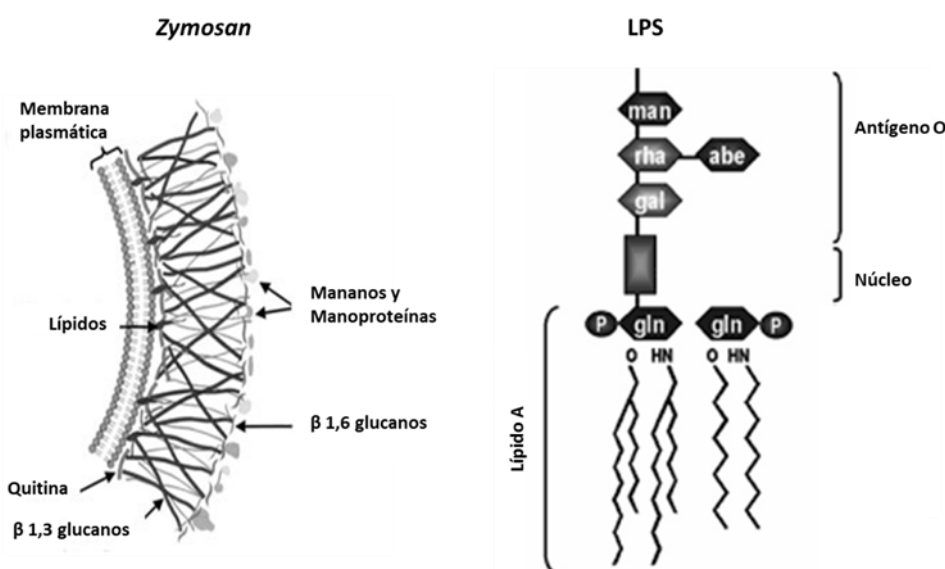 Zymosan
Membrana
plasmática
Lípidos
Mananos y
Manoproteínas
β 1,6 glucanos
Quitina
β 1,3 glucanos
LPS
man
rha
abe
gal
Antígeno O
Núcleo
P
gln
gln
P
O
HN
O
HN
Lípido A